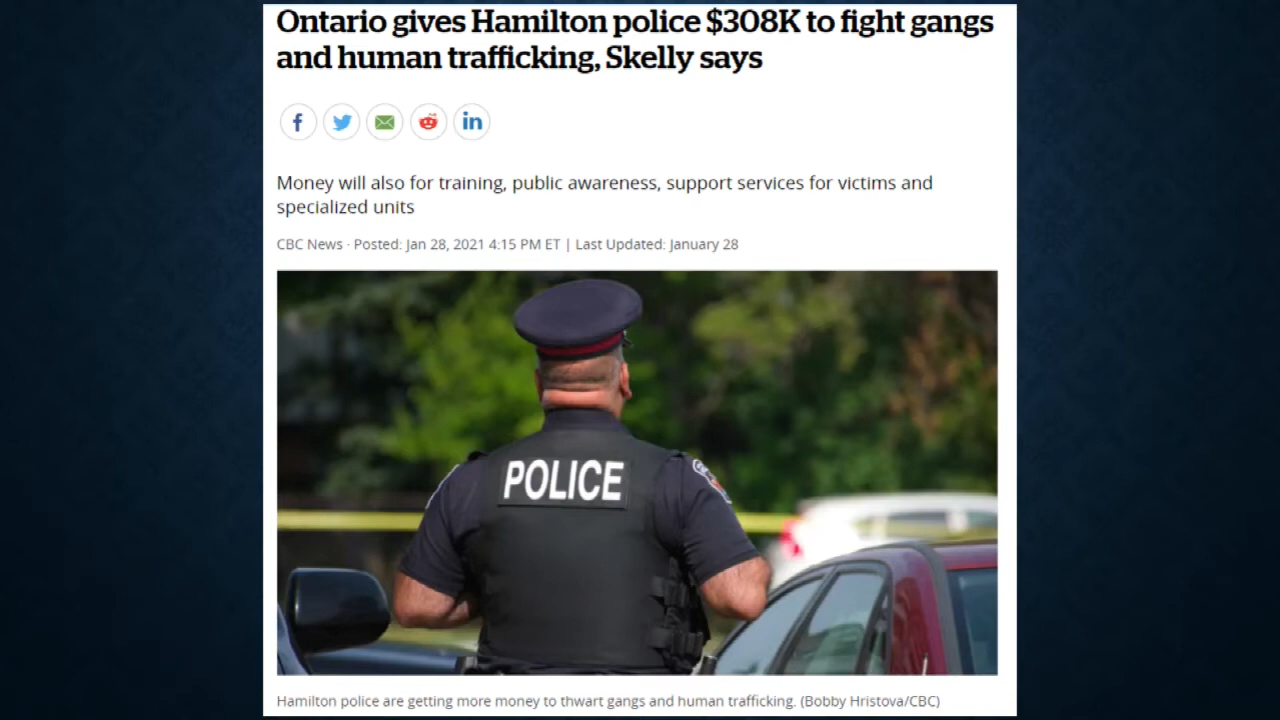 Ontario gives Hamilton police $308K to fight gangs
and human trafficking, Skelly says
Money will also for training, public awareness, support services for victims and
specialized units
CBC News · Posted: Jan 28, 2021 4:15 PM ET | Last Updated: January 28
POLICE
Hamilton police are getting more money to thwart gangs and human trafficking. (Bobby Hristova/CBC)